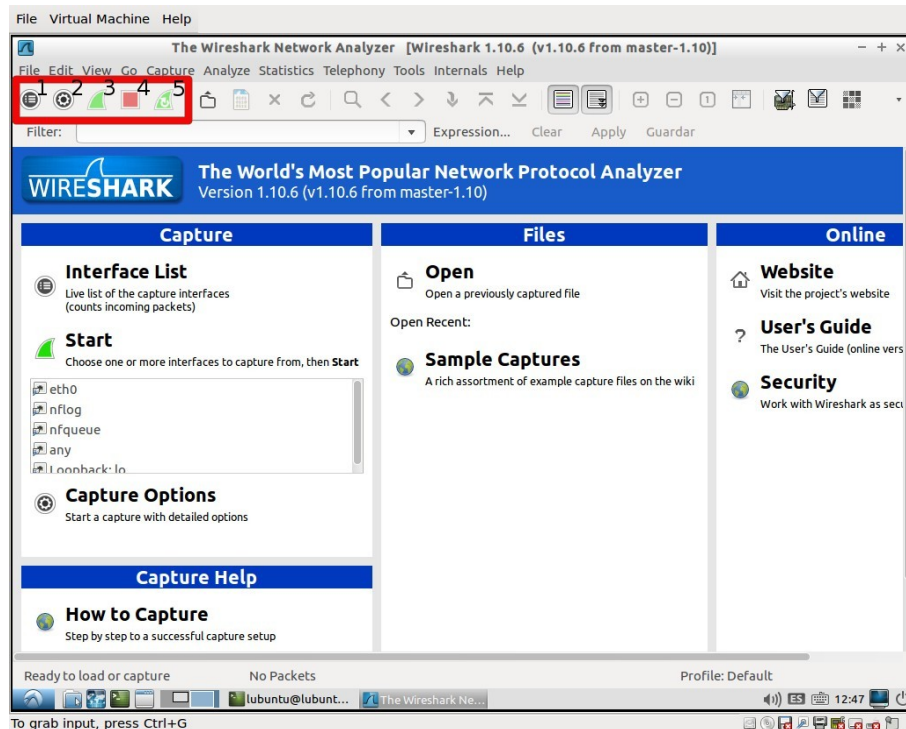 File Virtual Machine Help
The Wireshark Network Analyzer [Wireshark 1.10.6 (v1.10.6 from master-1.10)]
File Edit View Go Capture Analyze Statistics Telephony Tools Internals Help
1 2 3 4 5
Filter: Expression... Clear Apply Guardar
WIRESHARK
The World's Most Popular Network Protocol Analyzer
Version 1.10.6 (v1.10.6 from master-1.10)
Capture
Interface List
Live list of the capture interfaces
(counts incoming packets)
Start
Choose one or more interfaces to capture from, then Start
eth0
nflog
nfqueue
any
Loopback: lo
Capture Options
Start a capture with detailed options
Capture Help
How to Capture
Step by step to a successful capture setup
Files
Open
Open a previously captured file
Open Recent:
Sample Captures
A rich assortment of example capture files on the wiki
Online
Website
Visit the project's website
User's Guide
The User's Guide (online vers
Security
Work with Wireshark as secu
Ready to load or capture No Packets Profile: Default
lubuntu@lubunt... The Wireshark Ne... ES 12:47
To grab input, press Ctrl+G